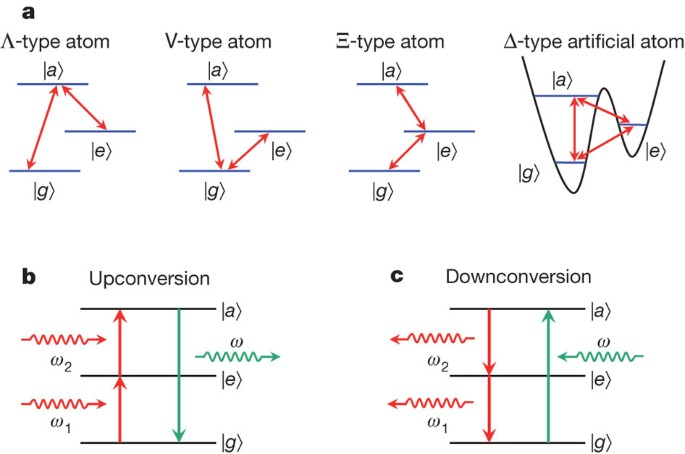 a
Λ-type atom
V-type atom
Ξ-type atom
Δ-type artificial atom
|a⟩
|e⟩
|g⟩
|a⟩
|e⟩
|g⟩
|a⟩
|e⟩
|g⟩
|a⟩
|e⟩
|g⟩
b
Upconversion
|a⟩
ω
ω2
|e⟩
ω1
|g⟩
c
Downconversion
|a⟩
ω
ω2
|e⟩
ω1
|g⟩